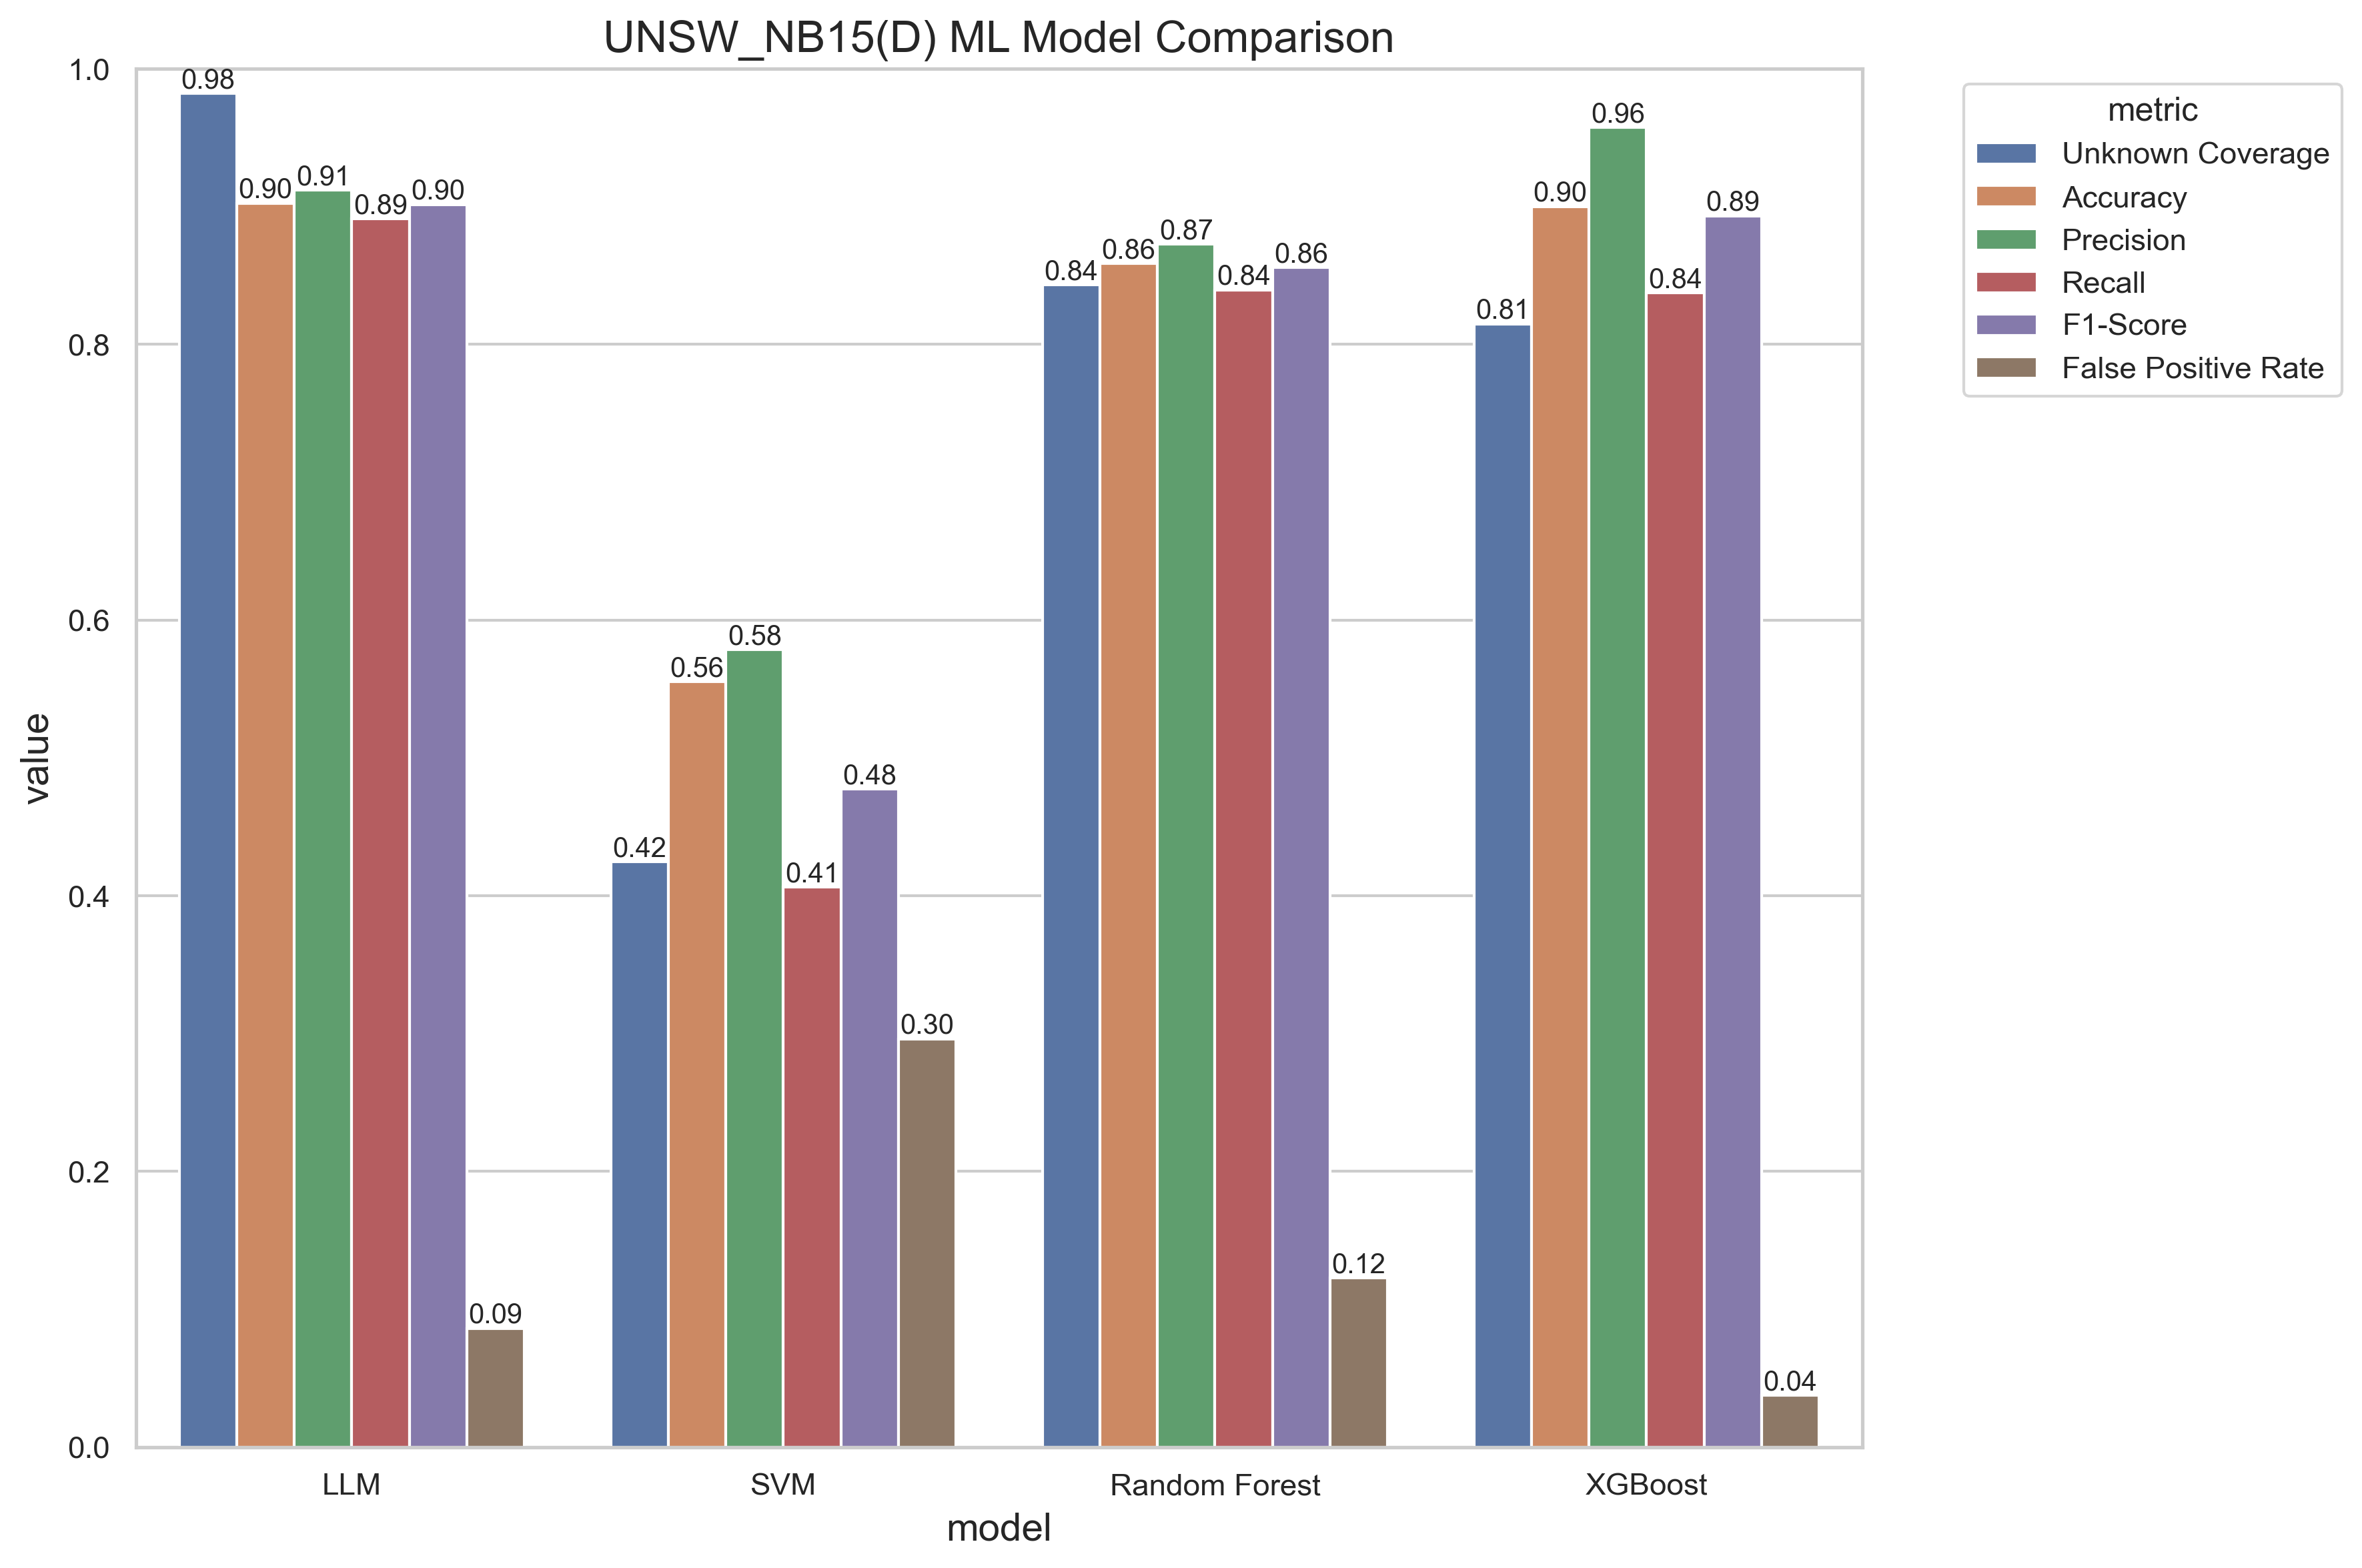 UNSW_NB15(D) ML Model Comparison
1.0
0.8
0.6
0.4
0.2
0.0
value
0.98
0.90
0.91
0.89
0.90
0.09
0.42
0.56
0.58
0.41
0.48
0.30
0.84
0.86
0.87
0.84
0.86
0.12
0.81
0.90
0.96
0.84
0.89
0.04
LLM
SVM
Random Forest
XGBoost
model
metric
Unknown Coverage
Accuracy
Precision
Recall
F1-Score
False Positive Rate